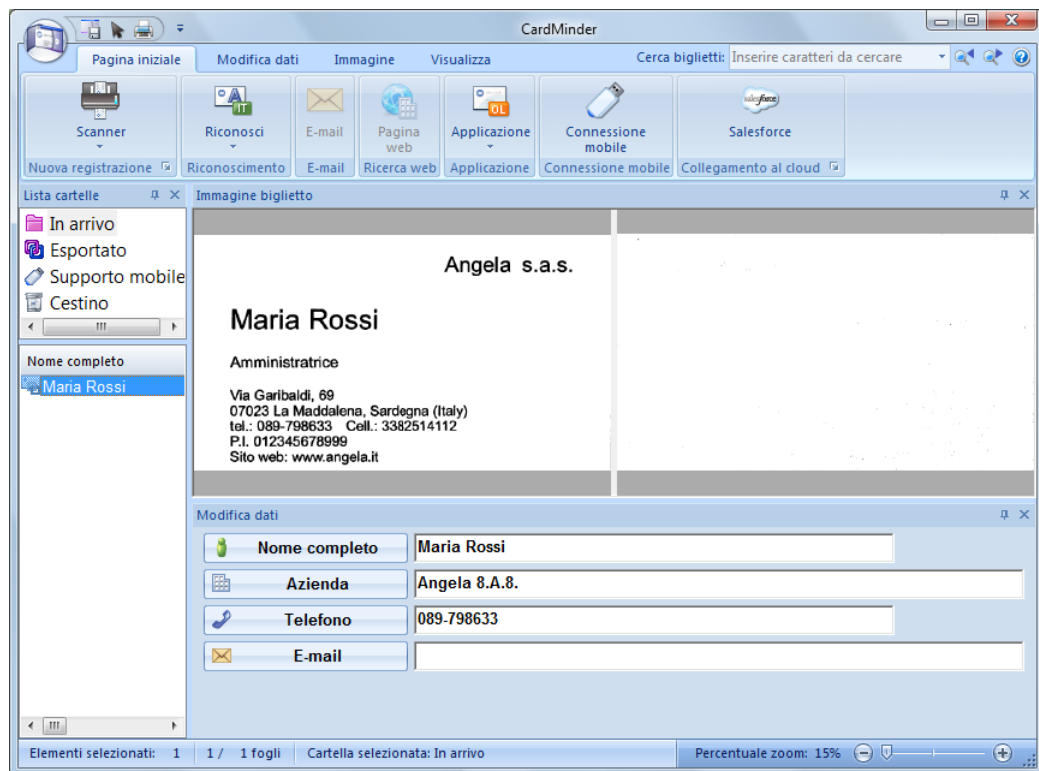 CardMinder
Pagina iniziale Modifica dati Immagine Visualizza Cerca biglietti: Inserire caratteri da cercare
Scanner Riconosci E-mail Pagina web Applicazione Connessione mobile salesforce Salesforce
Nuova registrazione Riconoscimento E-mail Ricerca web Applicazione Connessione mobile Collegamento al cloud
Lista cartelle
In arrivo
Esportato
Supporto mobile
Cestino
Nome completo
Maria Rossi
Immagine biglietto
Angela s.a.s.
Maria Rossi
Amministratrice
Via Garibaldi, 69
07023 La Maddalena, Sardegna (Italy)
tel.: 089-798633 Cell.: 3382514112
P.I. 012345678999
Sito web: www.angela.it
Modifica dati
Nome completo Maria Rossi
Azienda Angela 8.A.8.
Telefono 089-798633
E-mail
Elementi selezionati: 1 1 / 1 fogli Cartella selezionata: In arrivo Percentuale zoom: 15%